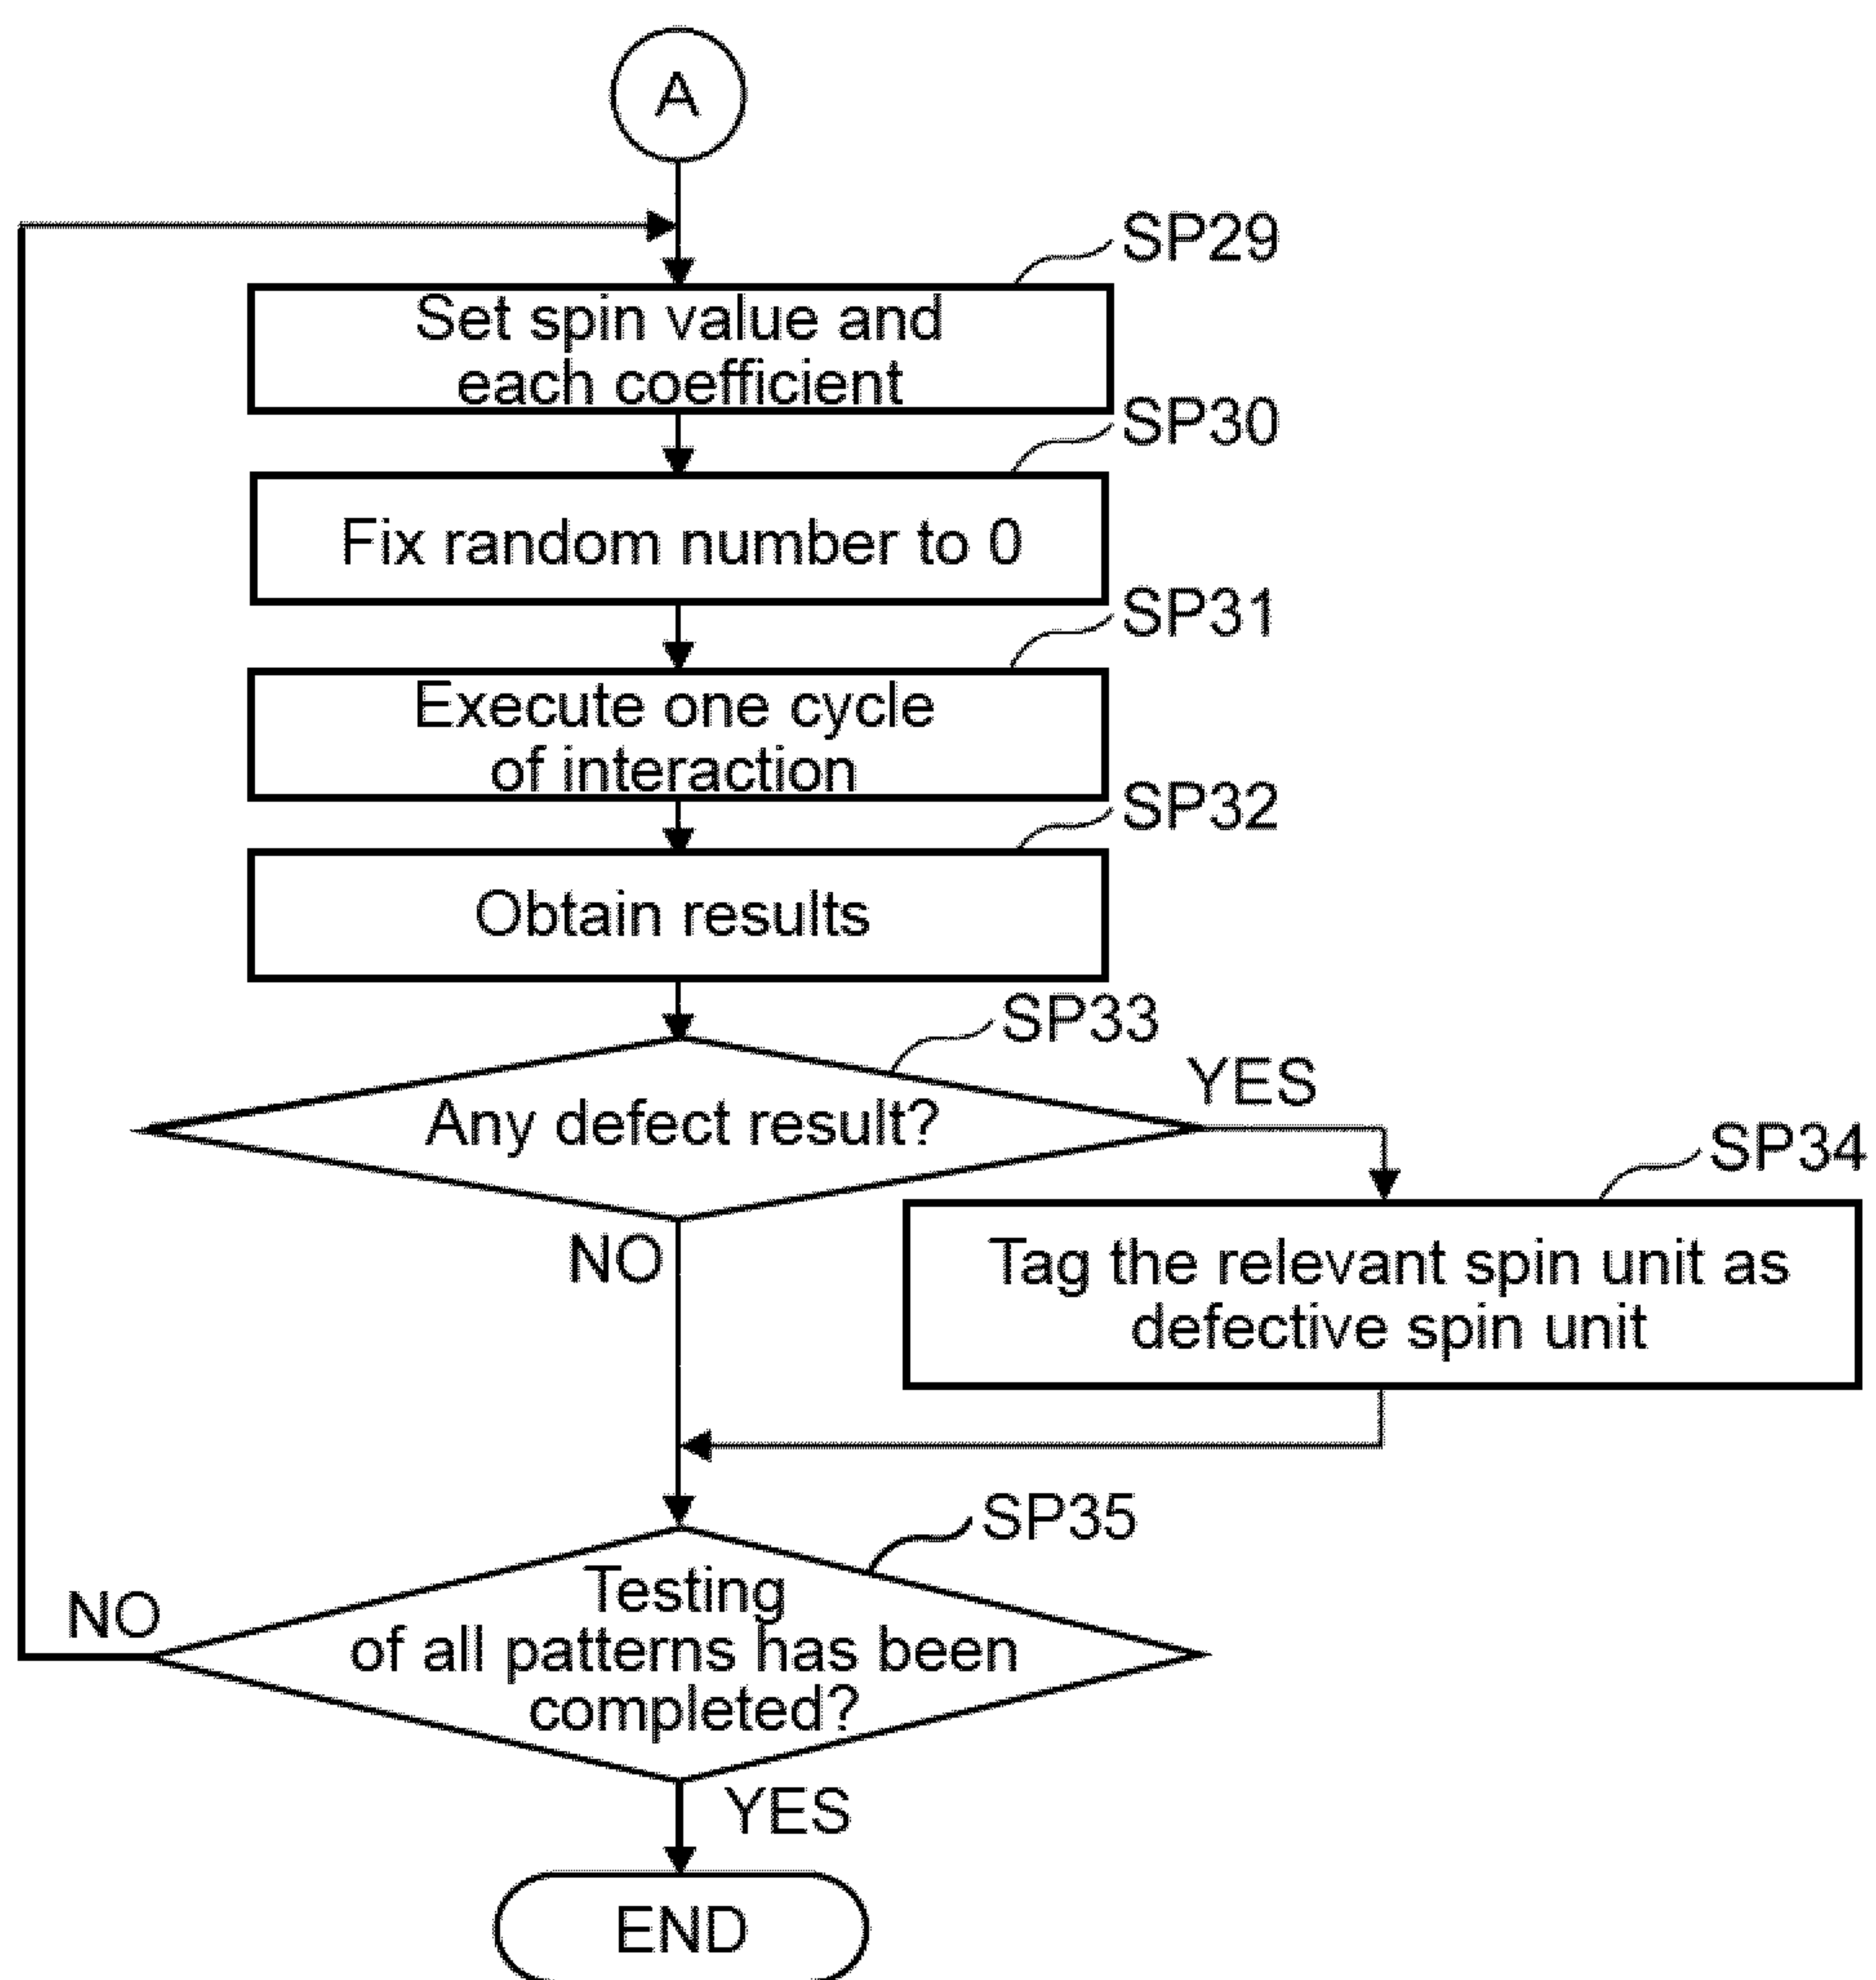 A
SP29
Set spin value and
each coefficient
SP30
Fix random number to 0
SP31
Execute one cycle
of interaction
SP32
Obtain results
SP33
Any defect result?
YES
SP34
NO
Tag the relevant spin unit as
defective spin unit
SP35
Testing
of all patterns has been
completed?
NO
YES
END